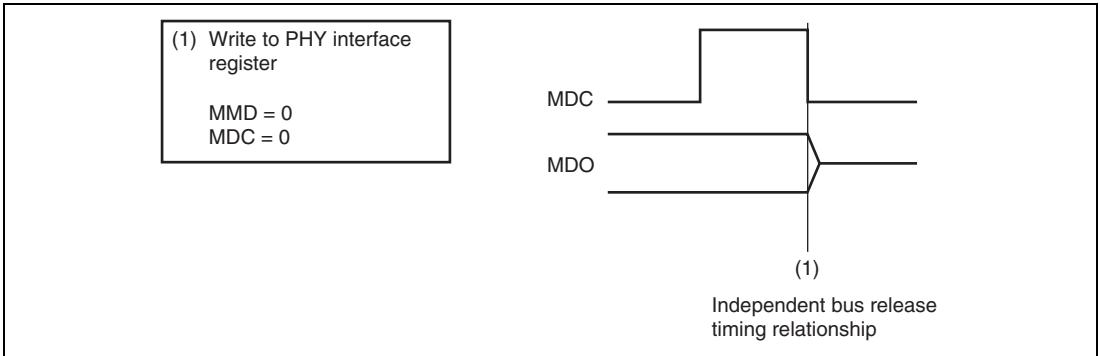 (1) Write to PHY interface
register
MMD = 0
MDC = 0
MDC
MDO
(1)
Independent bus release
timing relationship